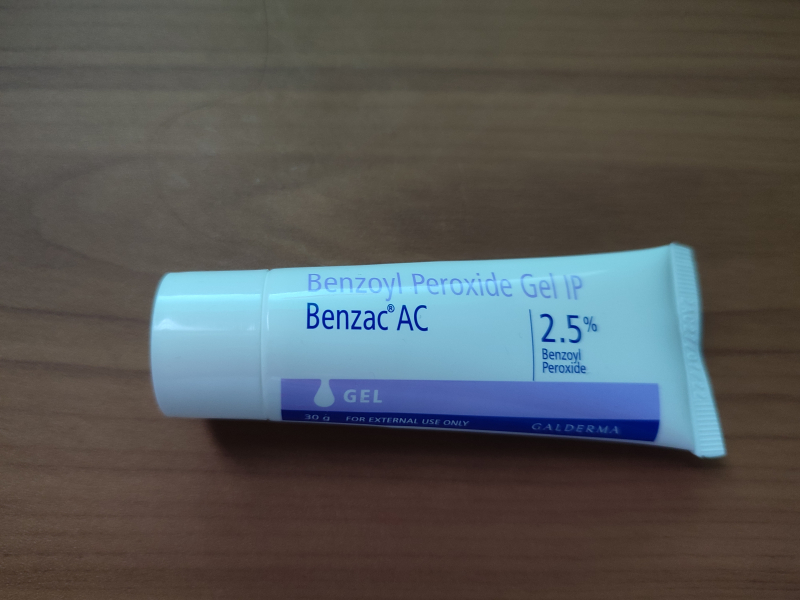 Benzoyl Peroxide Gel IP
Benzac® AC
2.5%
Benzoyl
Peroxide
GEL
30 g FOR EXTERNAL USE ONLY
GALDERMA